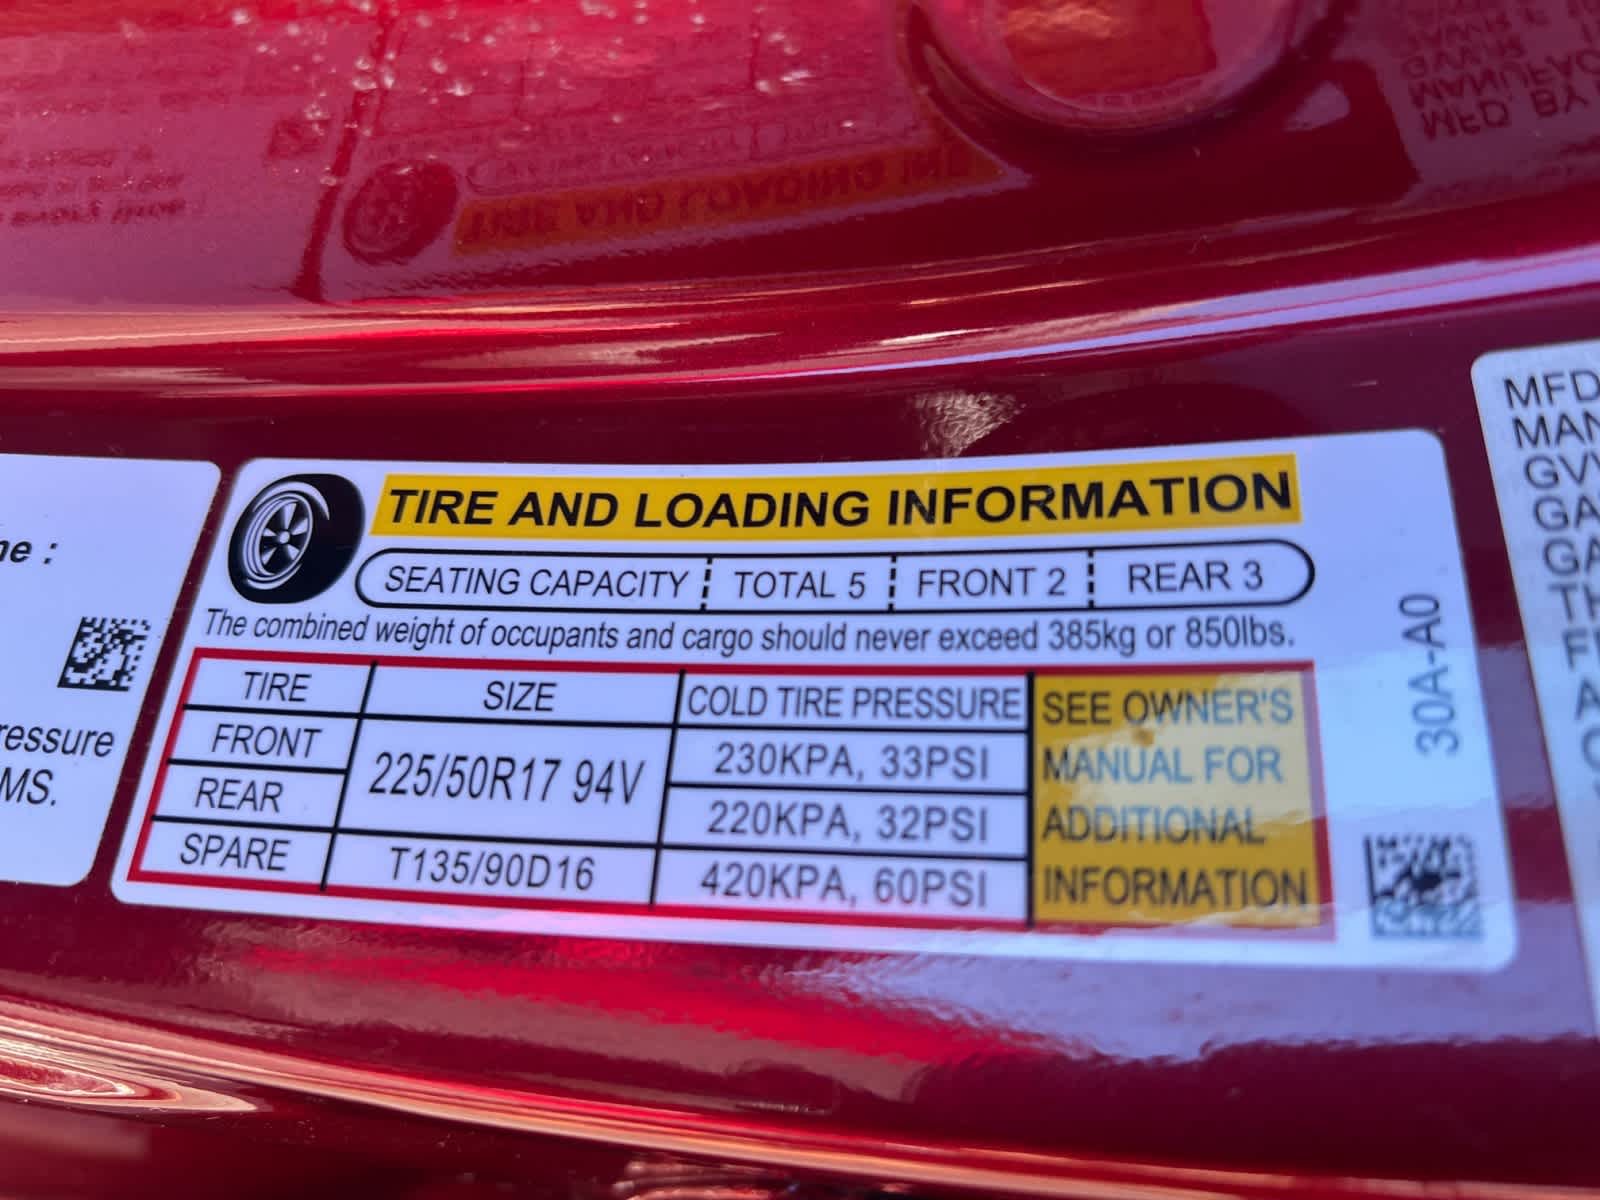 TIRE AND LOADING INFORMATION
SEATING CAPACITY TOTAL 5 FRONT 2 REAR 3
The combined weight of occupants and cargo should never exceed 385kg or 850lbs.
TIRE SIZE COLD TIRE PRESSURE
FRONT 225/50R17 94V 230KPA, 33PSI
REAR 220KPA, 32PSI
SPARE T135/90D16 420KPA, 60PSI
SEE OWNER'S
MANUAL FOR
ADDITIONAL
INFORMATION
30A-A0
MS.
MFD